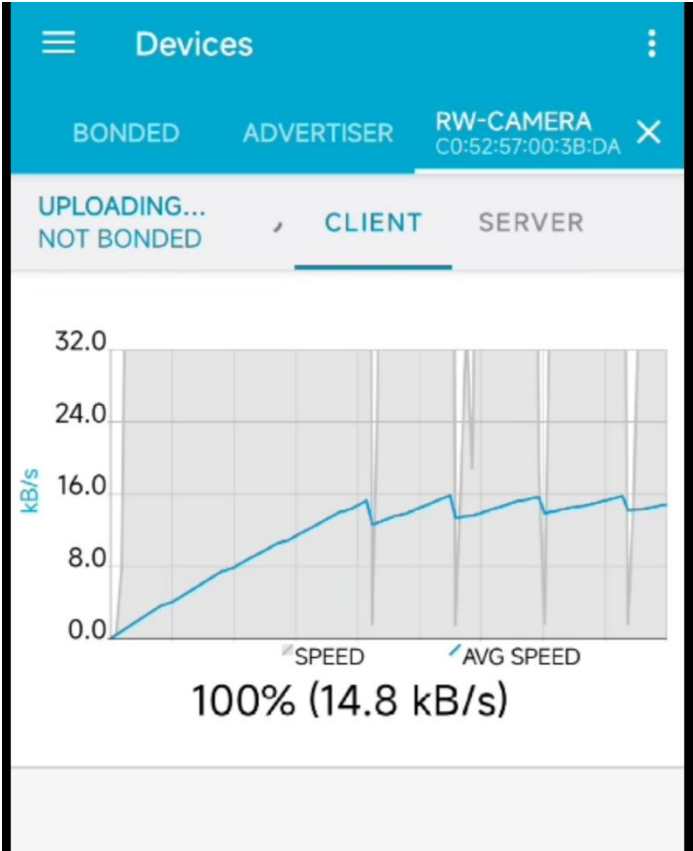 Devices
BONDED
ADVERTISER
RW-CAMERA
C0:52:57:00:3B:DA
UPLOADING...
NOT BONDED
CLIENT
SERVER
32.0
24.0
16.0
8.0
0.0
kB/s
SPEED
AVG SPEED
100% (14.8 kB/s)